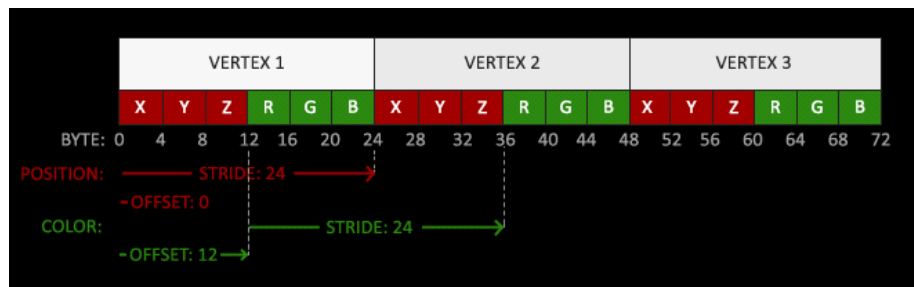 VERTEX 1 VERTEX 2 VERTEX 3
X Y Z R G B X Y Z R G B X Y Z R G B
BYTE: 0 4 8 12 16 20 24 28 32 36 40 44 48 52 56 60 64 68 72
POSITION: STRIDE: 24
-OFFSET: 0
COLOR: STRIDE: 24
-OFFSET: 12